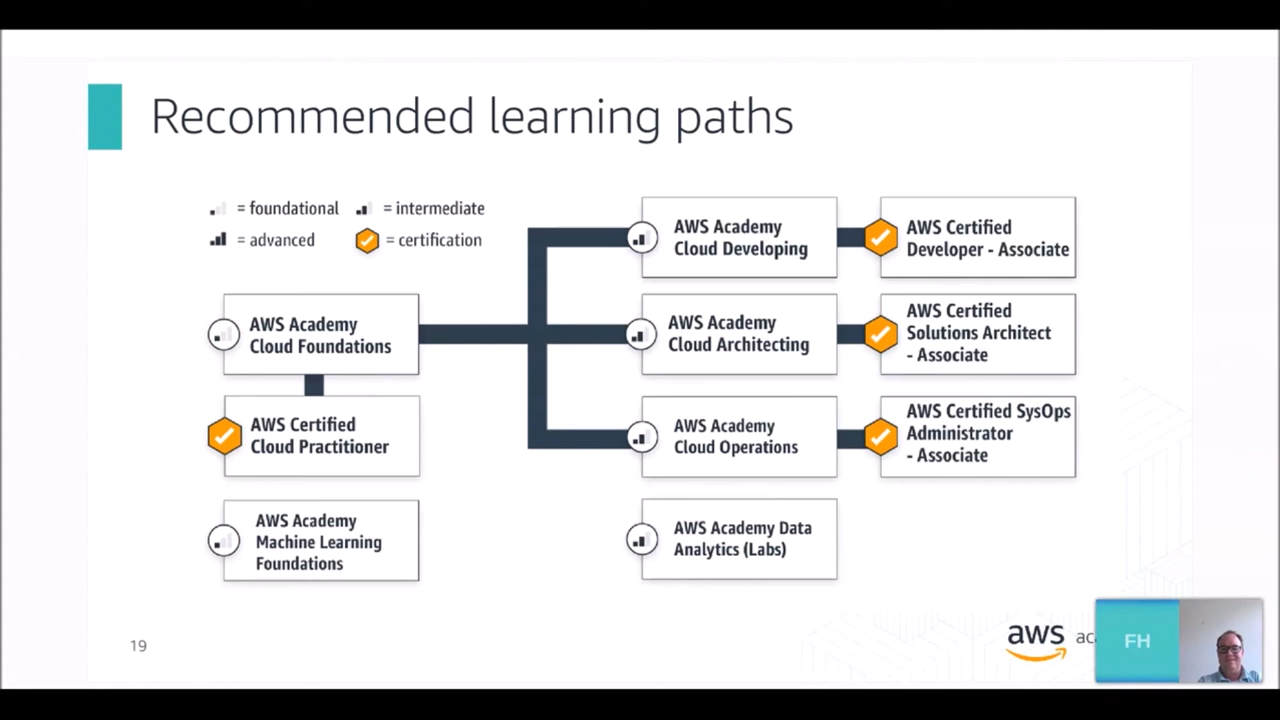 Recommended learning paths
= foundational
= intermediate
= advanced
= certification
AWS Academy
Cloud Foundations
AWS Certified
Cloud Practitioner
AWS Academy
Machine Learning
Foundations
AWS Academy
Cloud Developing
AWS Academy
Cloud Architecting
AWS Academy
Cloud Operations
AWS Academy Data
Analytics (Labs)
AWS Certified
Developer - Associate
AWS Certified
Solutions Architect
- Associate
AWS Certified SysOps
Administrator
- Associate
19
aws
FH